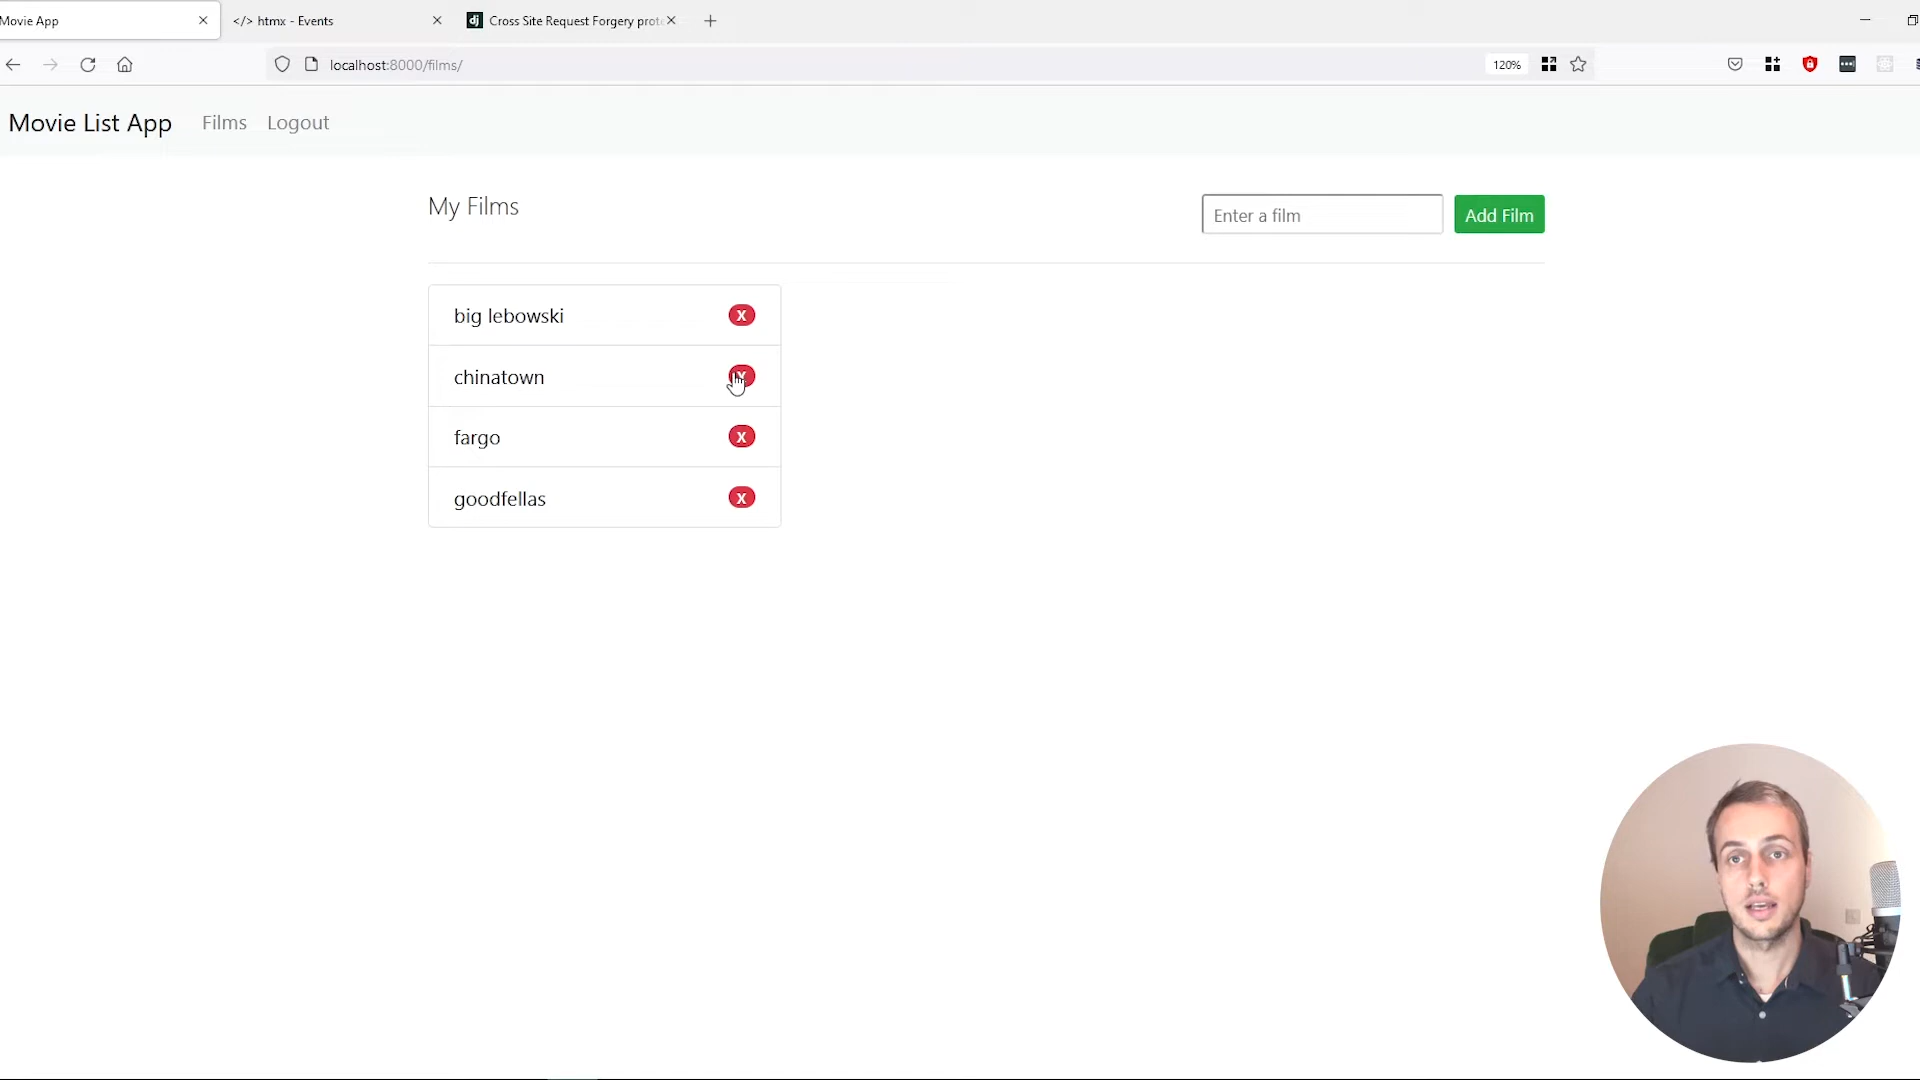 Movie App
</> htmx - Events
dj Cross Site Request Forgery prot
localhost:8000/films/
120%
Movie List App Films Logout
My Films
Enter a film
Add Film
big lebowski X
chinatown X
fargo X
goodfellas X